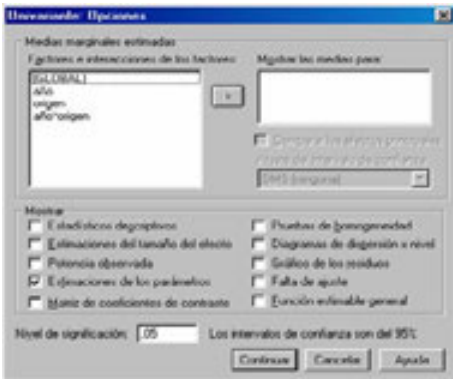 Univariante: Opciones
Medias marginales estimadas
Factores e interacciones de los factores:
(GLOBAL)
año
origen
año*origen
Mostrar las medias para:
Comparar los efectos principales
Ajuste del intervalo de confianza
DMS (ninguna)
Mostrar
Estadísticos descriptivos
Estimaciones del tamaño del efecto
Potencia observada
Estimaciones de los parámetros
Matriz de coeficientes de contraste
Pruebas de homogeneidad
Diagramas de dispersión x nivel
Gráfico de los residuos
Falta de ajuste
Función estimable general
Nivel de significación: .05 Los intervalos de confianza son del 95%
Continuar Cancelar Ayuda